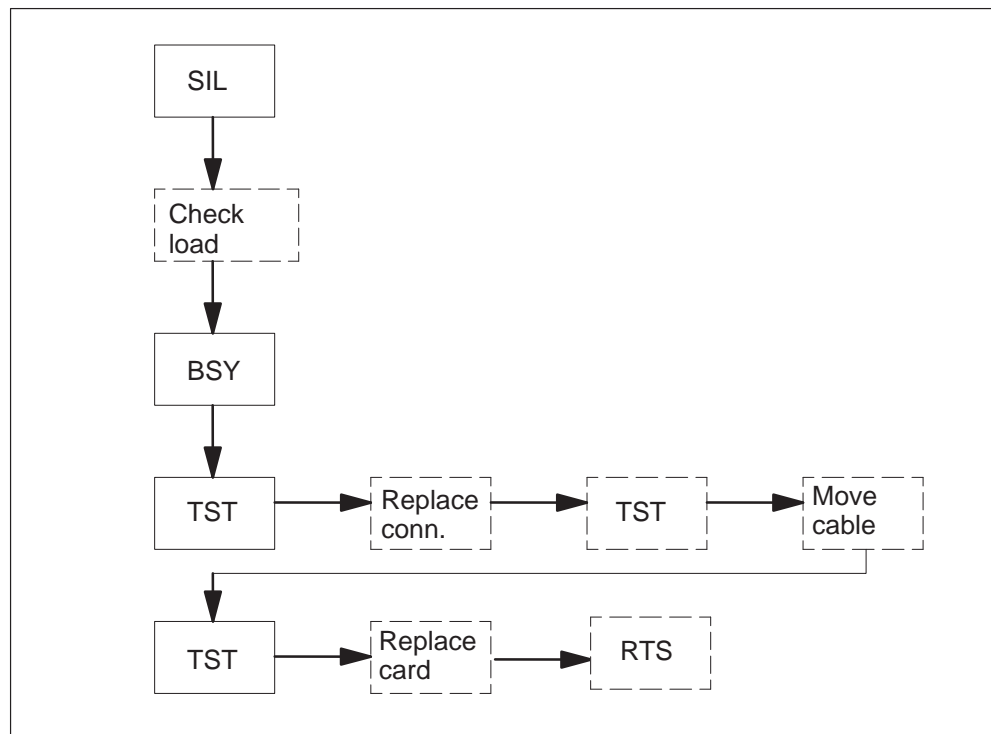 SIL
Check
load
BSY
TST
Replace
conn.
TST
Move
cable
TST
Replace
card
RTS